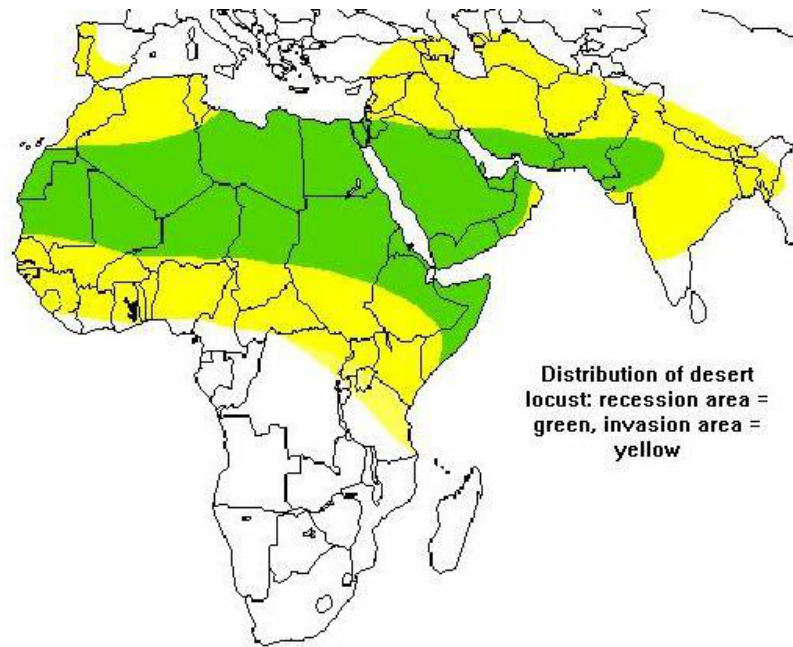 Distribution of desert
locust: recession area =
green, invasion area =
yellow